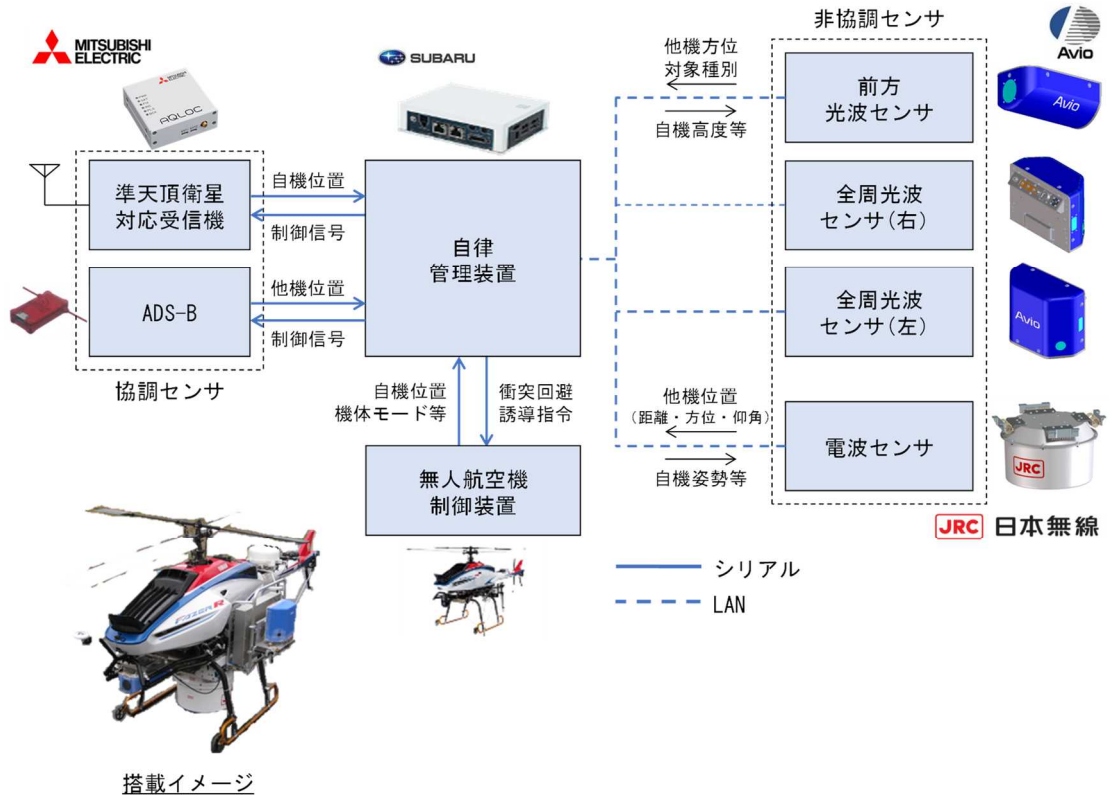 MITSUBISHI
ELECTRIC
AQLOC
SUBARU
非協調センサ
Avio
準天頂衛星
対応受信機
自機位置
制御信号
ADS-B
他機位置
制御信号
協調センサ
自律
管理装置
自機位置
機体モード等
衝突回避
誘導指令
無人航空機
制御装置
他機方位
対象種別
自機高度等
前方
光波センサ
Avio
全周光波
センサ(右)
全周光波
センサ(左)
Avio
他機位置
(距離・方位・仰角)
自機姿勢等
電波センサ
JRC
JRC 日本無線
シリアル
LAN
FAZER R
搭載イメージ